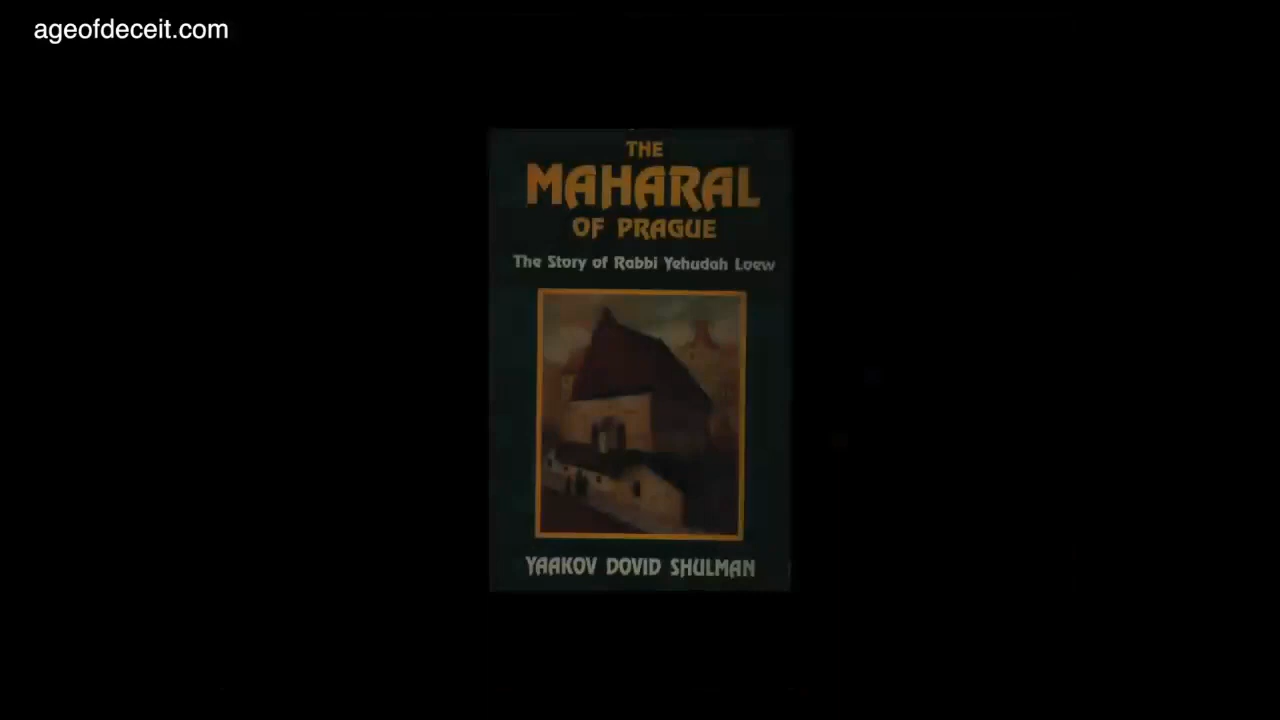 ageofdeceit.com
THE
MAHARAL
OF PRAGUE
The Story of Rabbi Yehudah Loew
YAAKOV DOVID SHULMAN